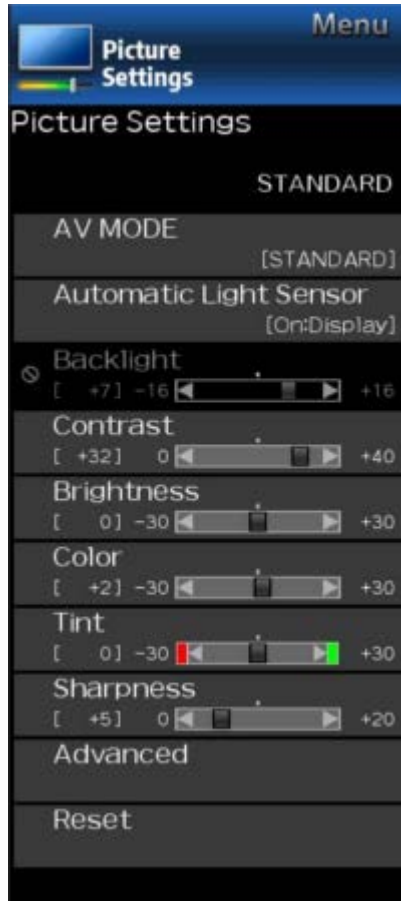 Menu
Picture
Settings
Picture Settings
STANDARD
AV MODE
[STANDARD]
Automatic Light Sensor
[On:Display]
Backlight
[ +7] -16 +16
Contrast
[ +32] 0 +40
Brightness
[ 0] -30 +30
Color
[ +2] -30 +30
Tint
[ 0] -30 +30
Sharpness
[ +5] 0 +20
Advanced
Reset